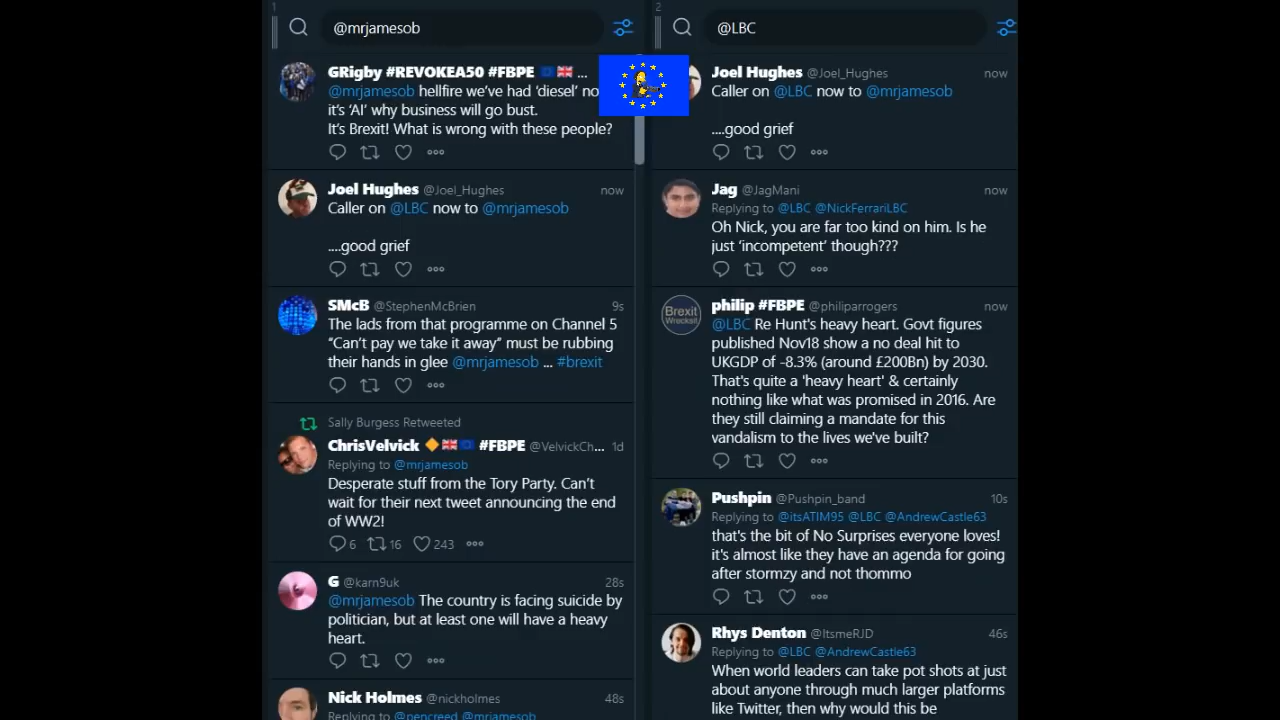 1
@mrjamesob
GRigby #REVOKEA50 #FBPE ...
@mrjamesob hellfire we've had 'diesel' no
it's 'AI' why business will go bust.
It's Brexit! What is wrong with these people?
Joel Hughes @Joel_Hughes now
Caller on @LBC now to @mrjamesob
....good grief
SMcB @StephenMcBrien 9s
The lads from that programme on Channel 5
“Can't pay we take it away” must be rubbing
their hands in glee @mrjamesob ... #brexit
Sally Burgess Retweeted
ChrisVelvick #FBPE @VelvickCh... 1d
Replying to @mrjamesob
Desperate stuff from the Tory Party. Can't
wait for their next tweet announcing the end
of WW2!
6 16 243
G @karn9uk 28s
@mrjamesob The country is facing suicide by
politician, but at least one will have a heavy
heart.
Nick Holmes @nickholmes 48s
Replying to @pencreed @mrjamesob
2
@LBC
Joel Hughes @Joel_Hughes now
Caller on @LBC now to @mrjamesob
....good grief
Jag @JagMani now
Replying to @LBC @NickFerrariLBC
Oh Nick, you are far too kind on him. Is he
just 'incompetent' though???
Brexit
Wrecksit
philip #FBPE @philiparrogers now
@LBC Re Hunt's heavy heart. Govt figures
published Nov18 show a no deal hit to
UKGDP of -8.3% (around £200Bn) by 2030.
That's quite a 'heavy heart' & certainly
nothing like what was promised in 2016. Are
they still claiming a mandate for this
vandalism to the lives we've built?
Pushpin @Pushpin_band 10s
Replying to @itsATIM95 @LBC @AndrewCastle63
that's the bit of No Surprises everyone loves!
it's almost like they have an agenda for going
after stormzy and not thommo
Rhys Denton @ItsmeRJD 46s
Replying to @LBC @AndrewCastle63
When world leaders can take pot shots at just
about anyone through much larger platforms
like Twitter, then why would this be